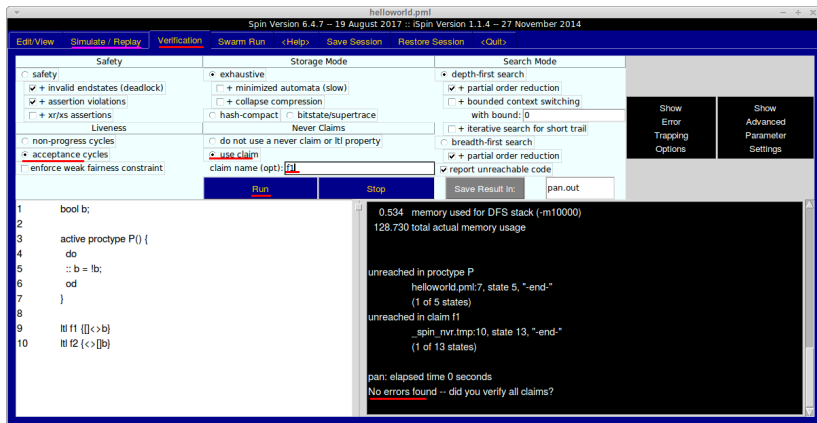 helloworld.pml
Spin Version 6.4.7 -- 19 August 2017 :: iSpin Version 1.1.4 -- 27 November 2014
Edit/View Simulate / Replay Verification Swarm Run <Help> Save Session Restore Session <Quit>
Safety Storage Mode Search Mode
safety exhaustive depth-first search
+ invalid endstates (deadlock) + minimized automata (slow) + partial order reduction
+ assertion violations + collapse compression + bounded context switching
+ xr/xs assertions hash-compact bitstate/supertrace with bound: 0
Liveness Never Claims + iterative search for short trail
non-progress cycles do not use a never claim or ltl property breadth-first search
acceptance cycles use claim + partial order reduction
enforce weak fairness constraint claim name (opt): f1 report unreachable code
Show Error Trapping Options
Show Advanced Parameter Settings
Run Stop Save Result in: pan.out
1 bool b;
2
3 active proctype P() {
4 do
5 :: b = !b;
6 od
7 }
8
9 ltl f1 {[]<>b}
10 ltl f2 {<>[]b}
0.534 memory used for DFS stack (-m10000)
128.730 total actual memory usage
unreached in proctype P
helloworld.pml:7, state 5, "-end-"
(1 of 5 states)
unreached in claim f1
_spin_nvr.tmp:10, state 13, "-end-"
(1 of 13 states)
pan: elapsed time 0 seconds
No errors found -- did you verify all claims?